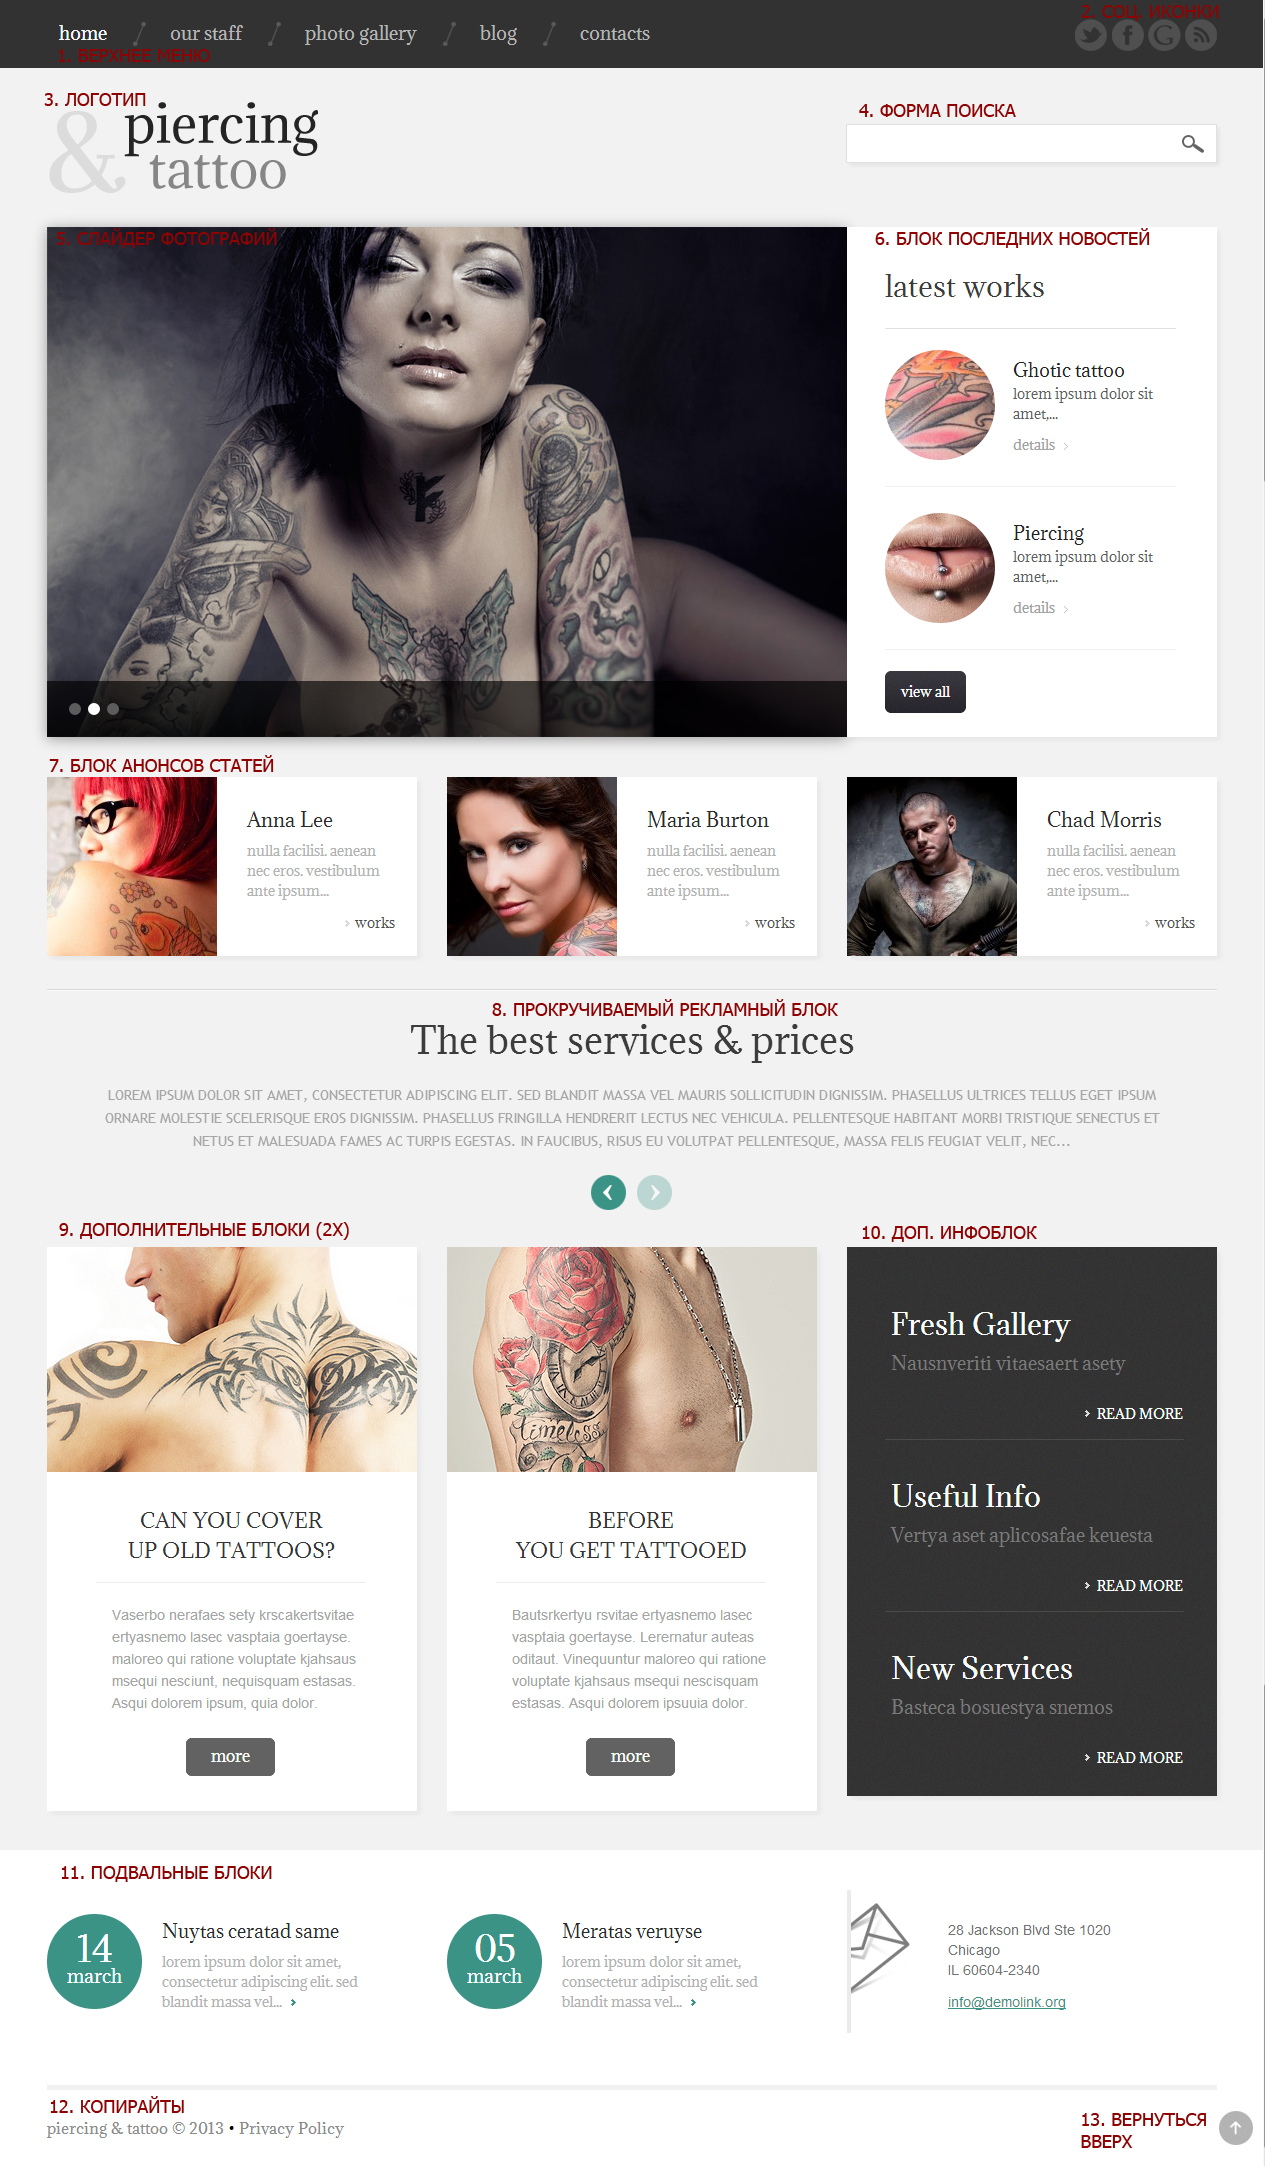 home
our staff
photo gallery
blog
contacts
1. ВЕРХНЕЕ МЕНЮ
2. СОЦ. ИКОНКИ
3. ЛОГОТИП
& piercing
tattoo
4. ФОРМА ПОИСКА
5. СЛАЙДЕР ФОТОГРАФИЙ
6. БЛОК ПОСЛЕДНИХ НОВОСТЕЙ
latest works
Ghotic tattoo
lorem ipsum dolor sit
amet,...
details
Piercing
lorem ipsum dolor sit
amet,...
details
view all
7. БЛОК АНОНСОВ СТАТЕЙ
Anna Lee
nulla facilisi. aenean
nec eros. vestibulum
ante ipsum...
works
Maria Burton
nulla facilisi. aenean
nec eros. vestibulum
ante ipsum...
works
Chad Morris
nulla facilisi. aenean
nec eros. vestibulum
ante ipsum...
works
8. ПРОКРУЧИВАЕМЫЙ РЕКЛАМНЫЙ БЛОК
The best services & prices
LOREM IPSUM DOLOR SIT AMET, CONSECTETUR ADIPISCING ELIT. SED BLANDIT MASSA VEL MAURIS SOLLICITUDIN DIGNISSIM. PHASELLUS ULTRICES TELLUS EGET IPSUM
ORNARE MOLESTIE SCELERISQUE EROS DIGNISSIM. PHASELLUS FRINGILLA HENDRERIT LECTUS NEC VEHICULA. PELLENTESQUE HABITANT MORBI TRISTIQUE SENECTUS ET
NETUS ET MALESUADA FAMES AC TURPIS EGESTAS. IN FAUCIBUS, RISUS EU VOLUTPAT PELLENTESQUE, MASSA FELIS FEUGIAT VELIT, NEC...
9. ДОПОЛНИТЕЛЬНЫЕ БЛОКИ (2X)
timeless
CAN YOU COVER
UP OLD TATTOOS?
Vaserbo nerafaes sety krscakertsvitae
ertyasnemo lasec vasptaia goertayse.
maloreo qui ratione voluptate kjahsaus
msequi nesciunt, nequisquam estasas.
Asqui dolorem ipsum, quia dolor.
more
BEFORE
YOU GET TATTOOED
Bautsrkertyu rsvitae ertyasnemo lasec
vasptaia goertayse. Lerernatur auteas
oditaut. Vinequuntur maloreo qui ratione
voluptate kjahsaus msequi nescisquam
estasas. Asqui dolorem ipsuuia dolor.
more
10. ДОП. ИНФОБЛОК
Fresh Gallery
Nausnveriti vitaesaert asety
READ MORE
Useful Info
Vertya aset aplicosafae keuesta
READ MORE
New Services
Basteca bosuestya snemos
READ MORE
11. ПОДВАЛЬНЫЕ БЛОКИ
14
march
Nuytas ceratad same
lorem ipsum dolor sit amet,
consectetur adipiscing elit. sed
blandit massa vel...
05
march
Meratas veruyse
lorem ipsum dolor sit amet,
consectetur adipiscing elit. sed
blandit massa vel...
28 Jackson Blvd Ste 1020
Chicago
IL 60604-2340
info@demolink.org
12. КОПИРАЙТЫ
piercing & tattoo © 2013 • Privacy Policy
13. ВЕРНУТЬСЯ
ВВЕРХ